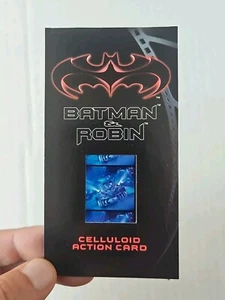 BATMAN
&
ROBIN
CELLULOID
ACTION CARD